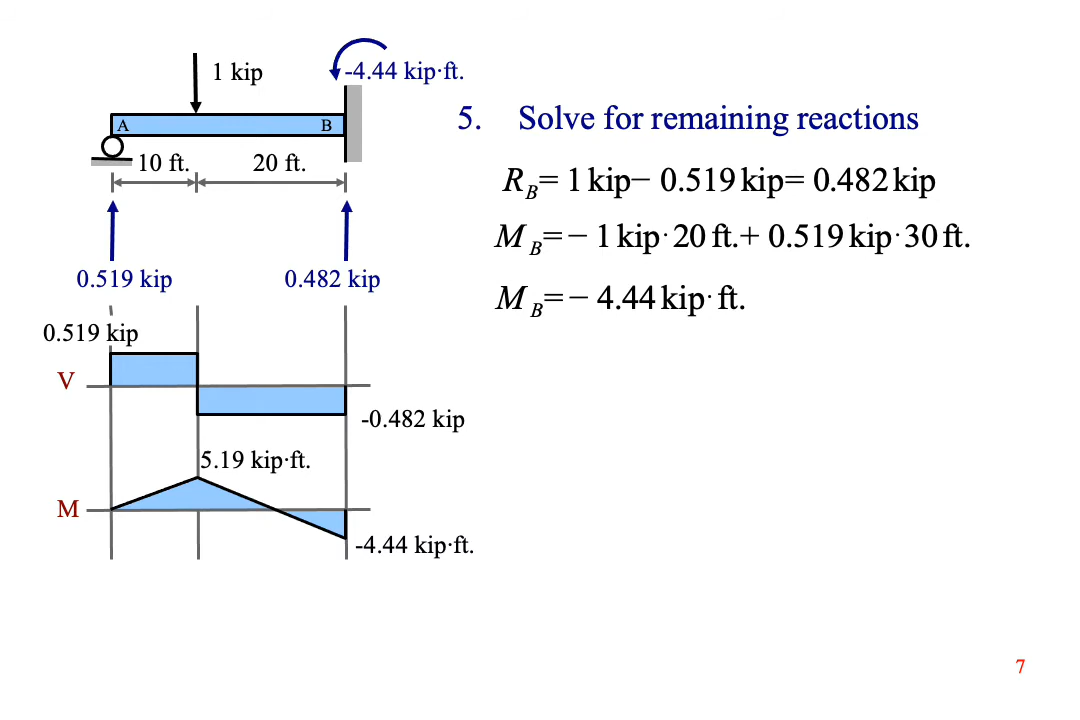 1 kip
-4.44 kip·ft.
A
B
10 ft.
20 ft.
0.519 kip
0.482 kip
0.519 kip
V
-0.482 kip
5.19 kip·ft.
M
-4.44 kip·ft.
5. Solve for remaining reactions
R_B= 1 kip− 0.519 kip= 0.482 kip
M_B=− 1 kip·20 ft.+ 0.519 kip·30 ft.
M_B=− 4.44 kip·ft.
7